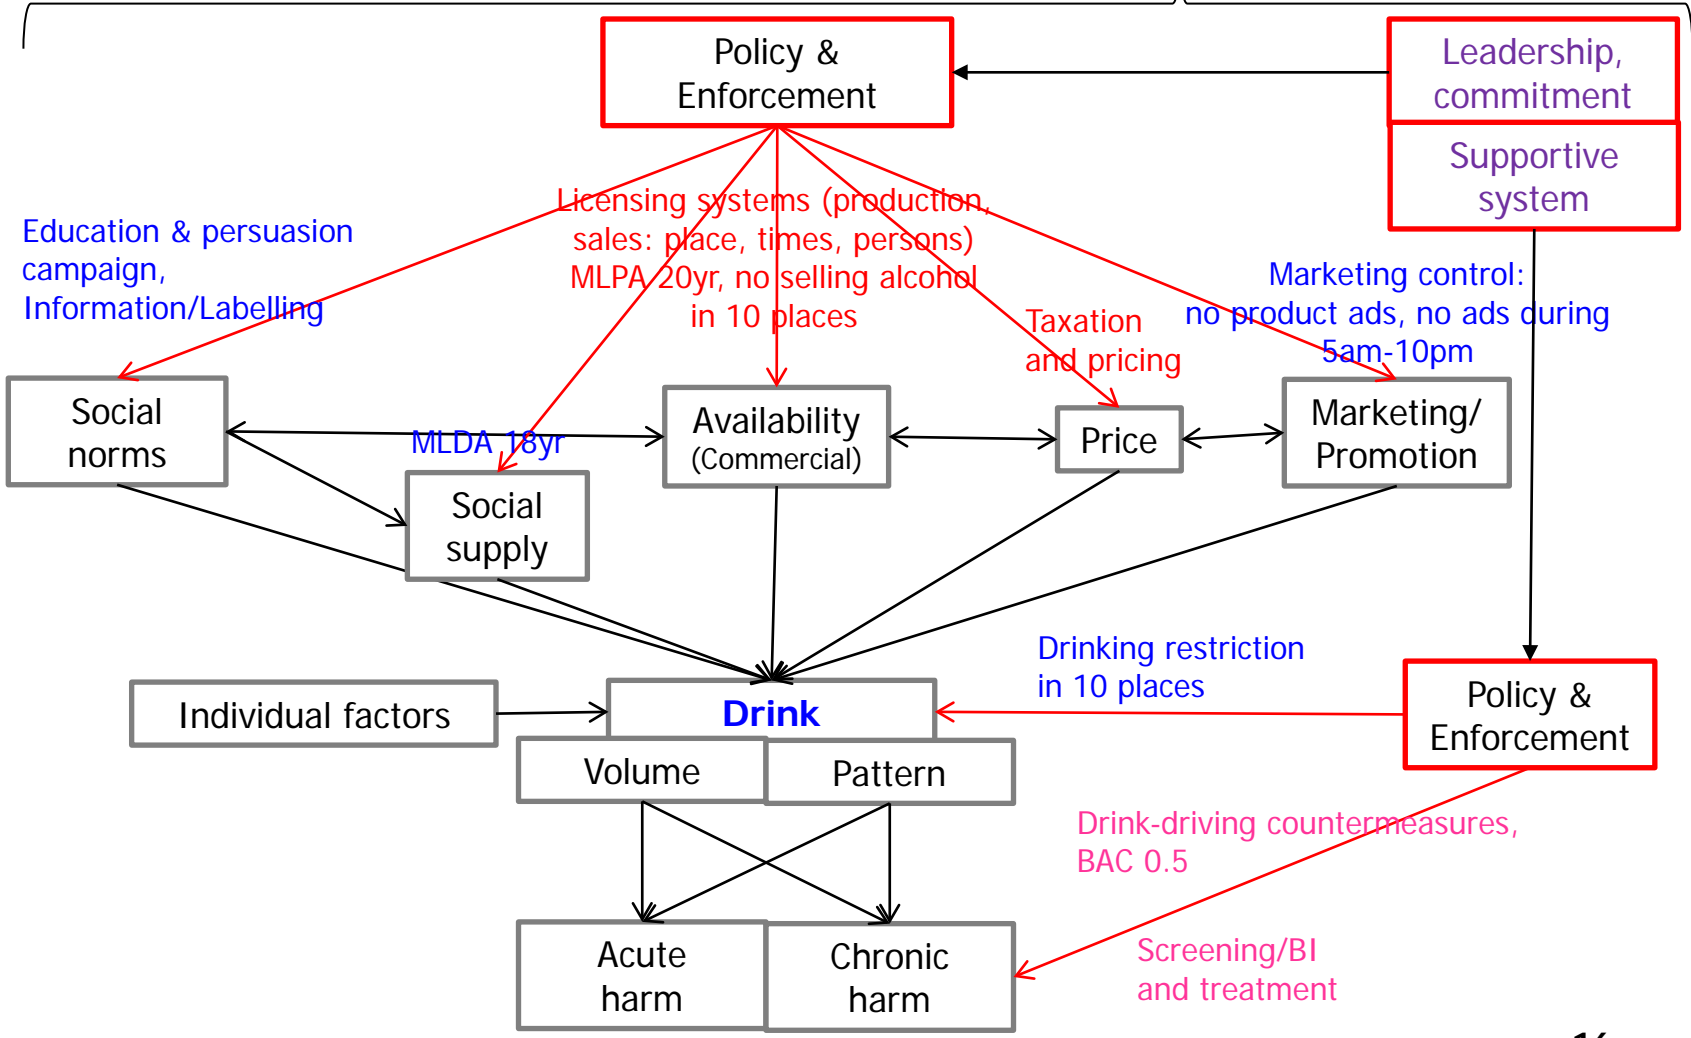 Policy &
Enforcement
Leadership,
commitment
Supportive
system
Education & persuasion
campaign,
Information/Labelling
Licensing systems (production,
sales: place, times, persons)
MLPA 20yr, no selling alcohol
in 10 places
Taxation
and pricing
Marketing control:
no product ads, no ads during
5am-10pm
Social
norms
MLDA 18yr
Social
supply
Availability
(Commercial)
Price
Marketing/
Promotion
Individual factors
Drink
Volume
Pattern
Drinking restriction
in 10 places
Policy &
Enforcement
Drink-driving countermeasures,
BAC 0.5
Acute
harm
Chronic
harm
Screening/BI
and treatment